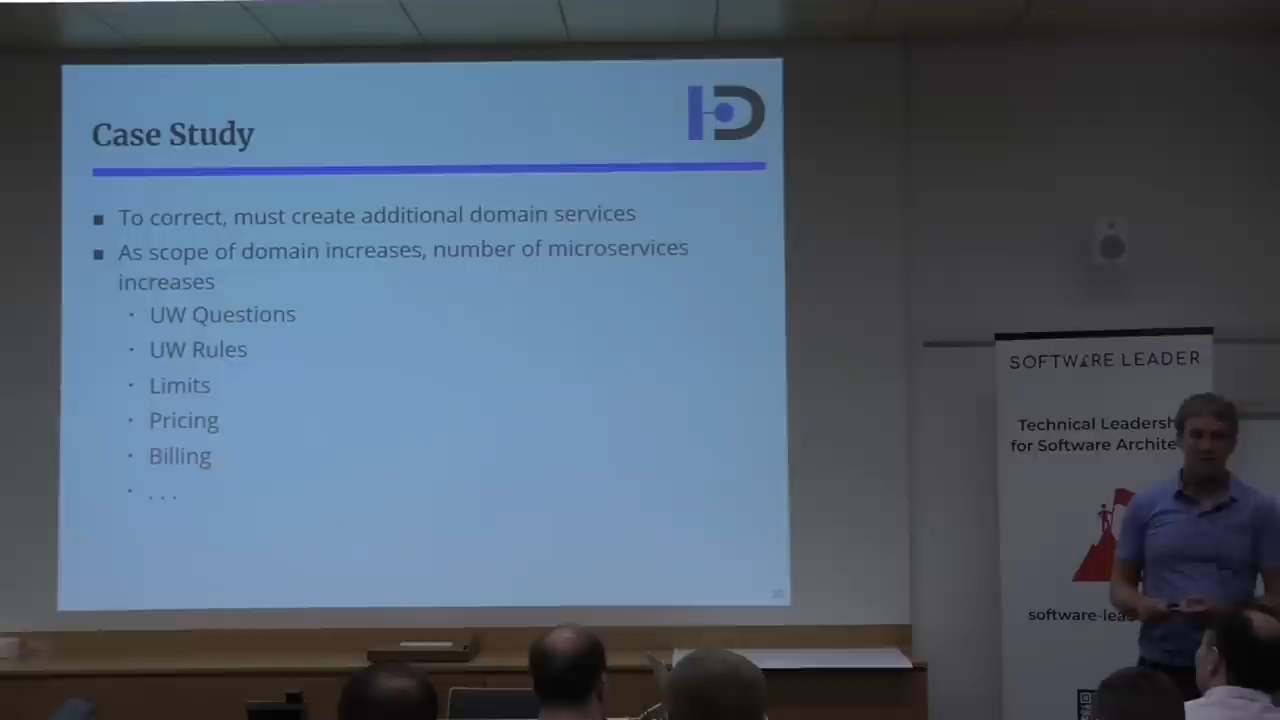 Case Study
To correct, must create additional domain services
As scope of domain increases, number of microservices
increases
UW Questions
UW Rules
Limits
Pricing
Billing
. . .
SOFTWARE LEADER
Technical Leadersh
for Software Archite
software-lea